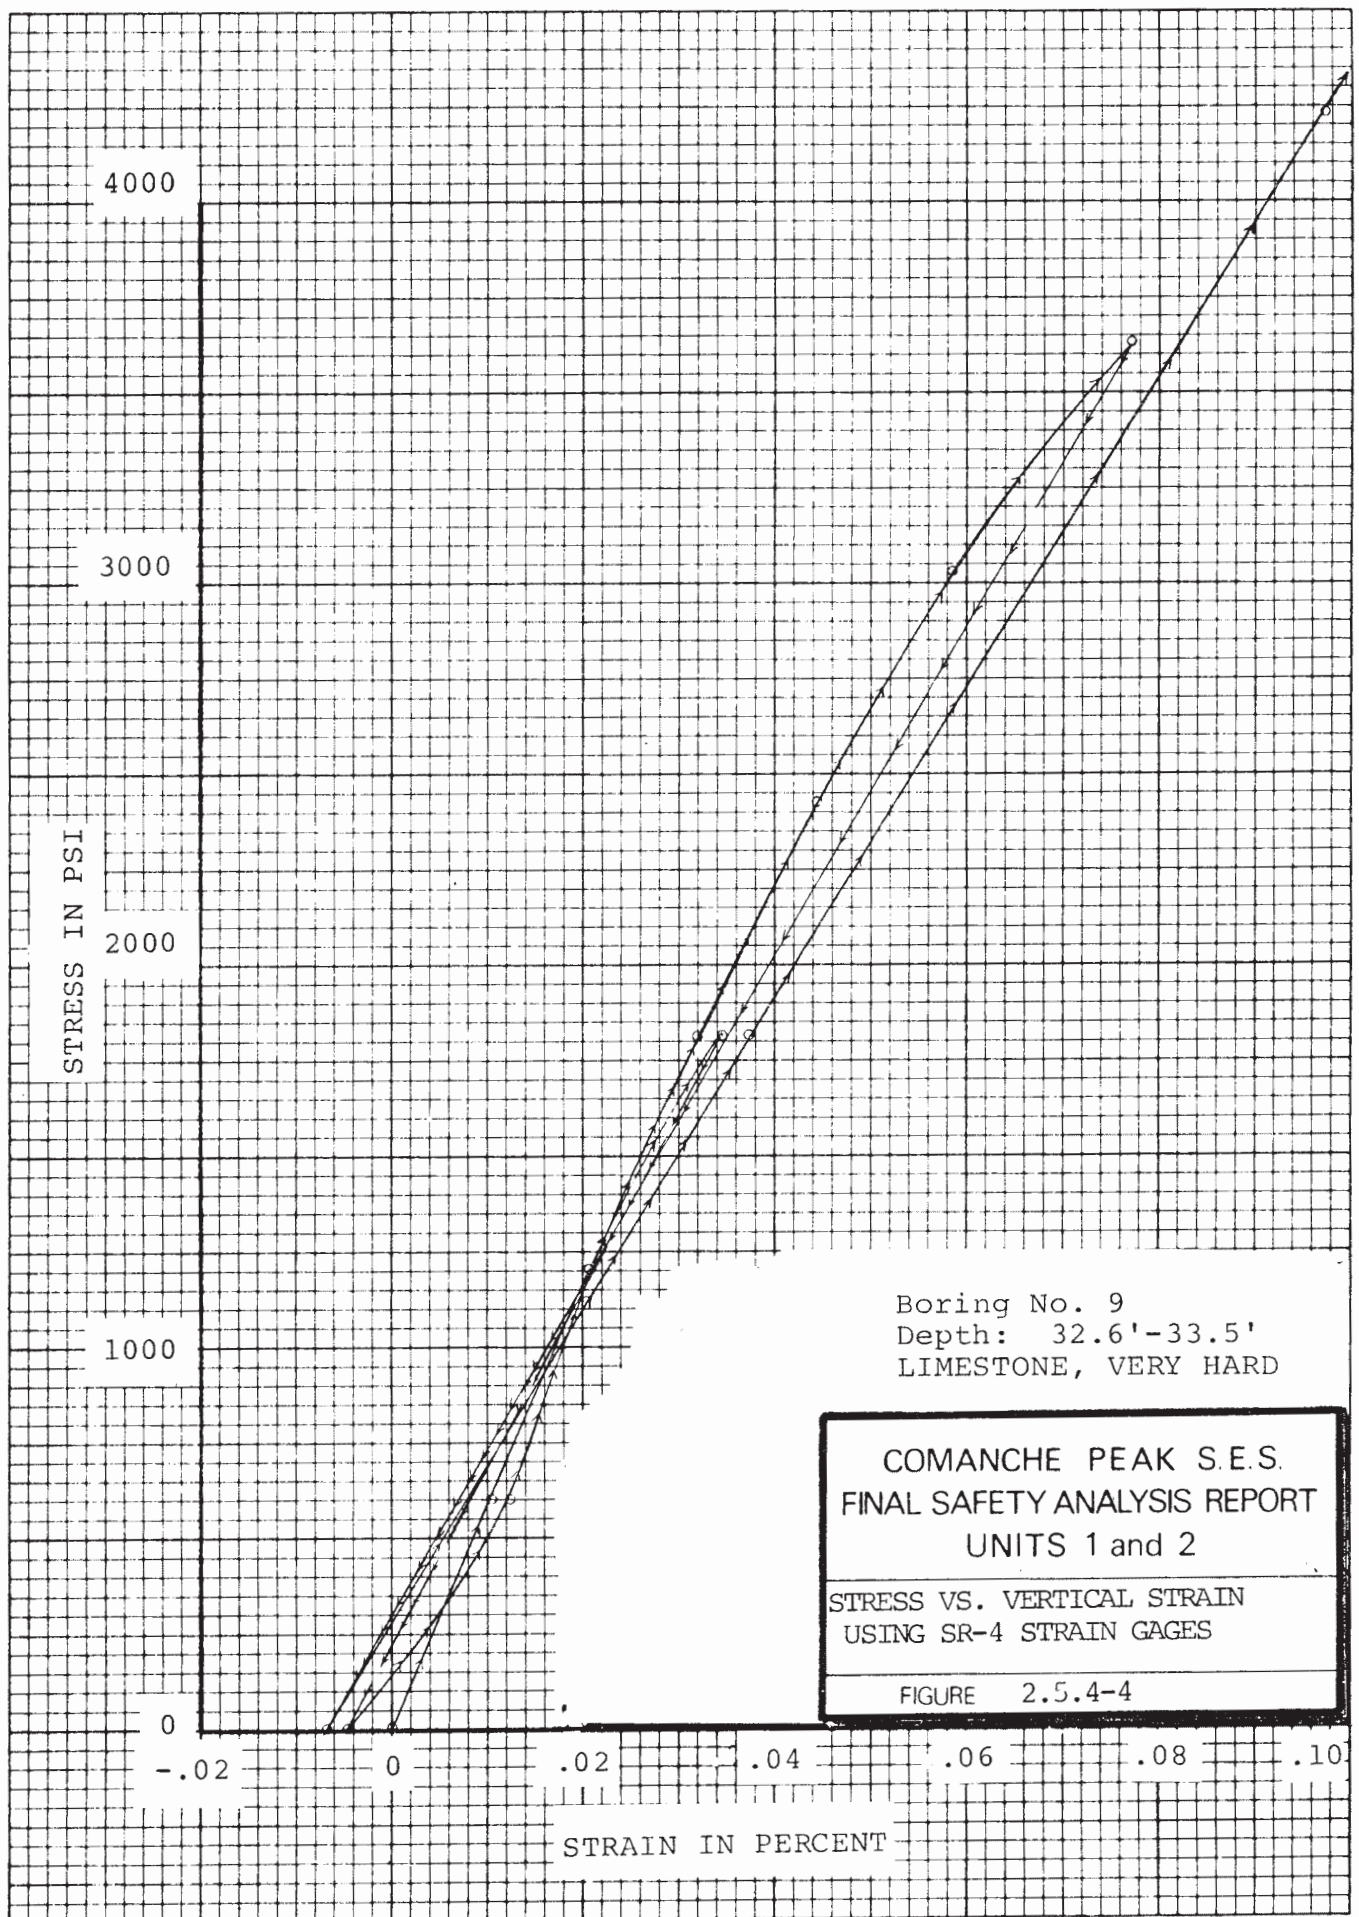 4000
3000
2000
1000
0
STRESS IN PSI
-.02 0 .02 .04 .06 .08 .10
STRAIN IN PERCENT
Boring No. 9
Depth: 32.6'-33.5'
LIMESTONE, VERY HARD
COMANCHE PEAK S.E.S.
FINAL SAFETY ANALYSIS REPORT
UNITS 1 and 2
STRESS VS. VERTICAL STRAIN
USING SR-4 STRAIN GAGES
FIGURE 2.5.4-4